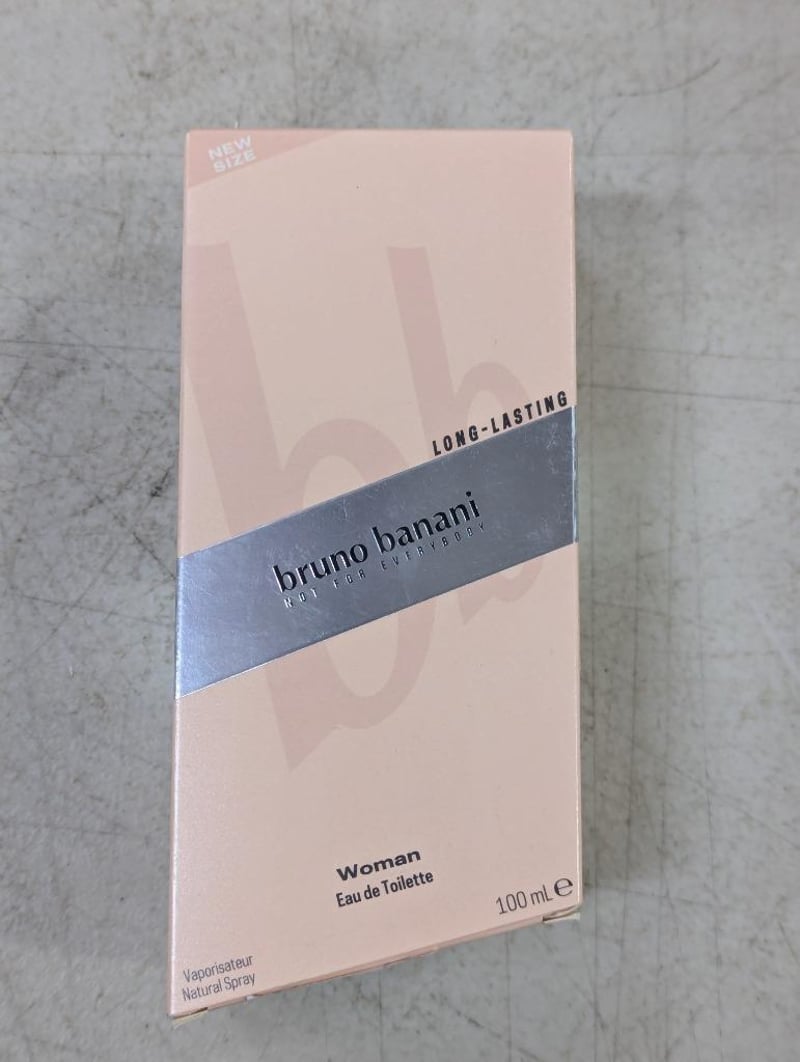 NEW
SIZE
LONG-LASTING
bruno banani
NOT FOR EVERYBODY
Woman
Eau de Toilette
100 mL ℮
Vaporisateur
Natural Spray